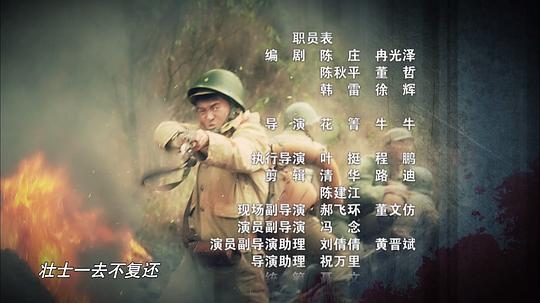 职员表
编 剧 陈 庄 冉光泽
陈秋平 董 哲
韩 雷 徐 辉
导 演 花 箐 牛 牛
执行导演 叶 挺 程 鹏
剪 辑 清 华 路 迪
陈建江
现场副导演 郝飞环 董文仿
演员副导演 冯 念
演员副导演助理 刘倩倩 黄晋斌
导演助理 祝万里
壮士一去不复还